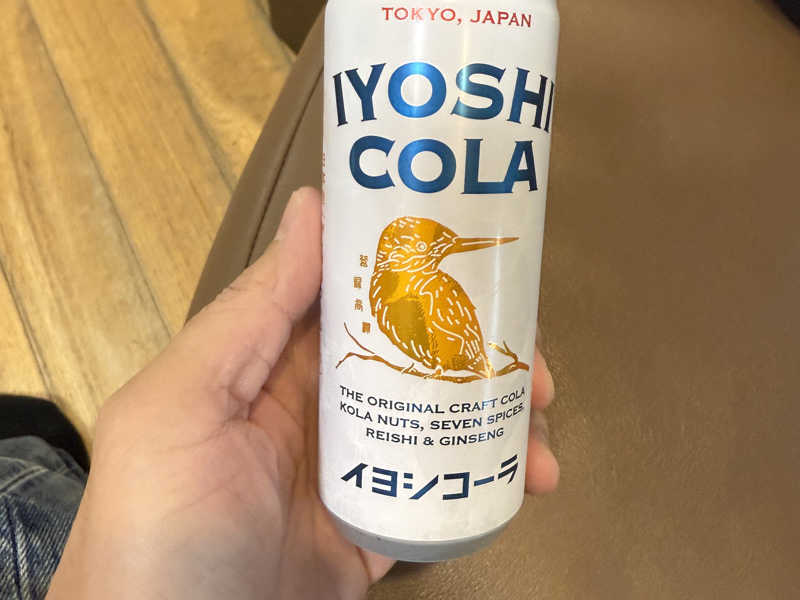 TOKYO, JAPAN
IYOSHI
COLA
THE ORIGINAL CRAFT COLA
KOLA NUTS, SEVEN SPICES,
REISHI & GINSENG
イヨシコーラ